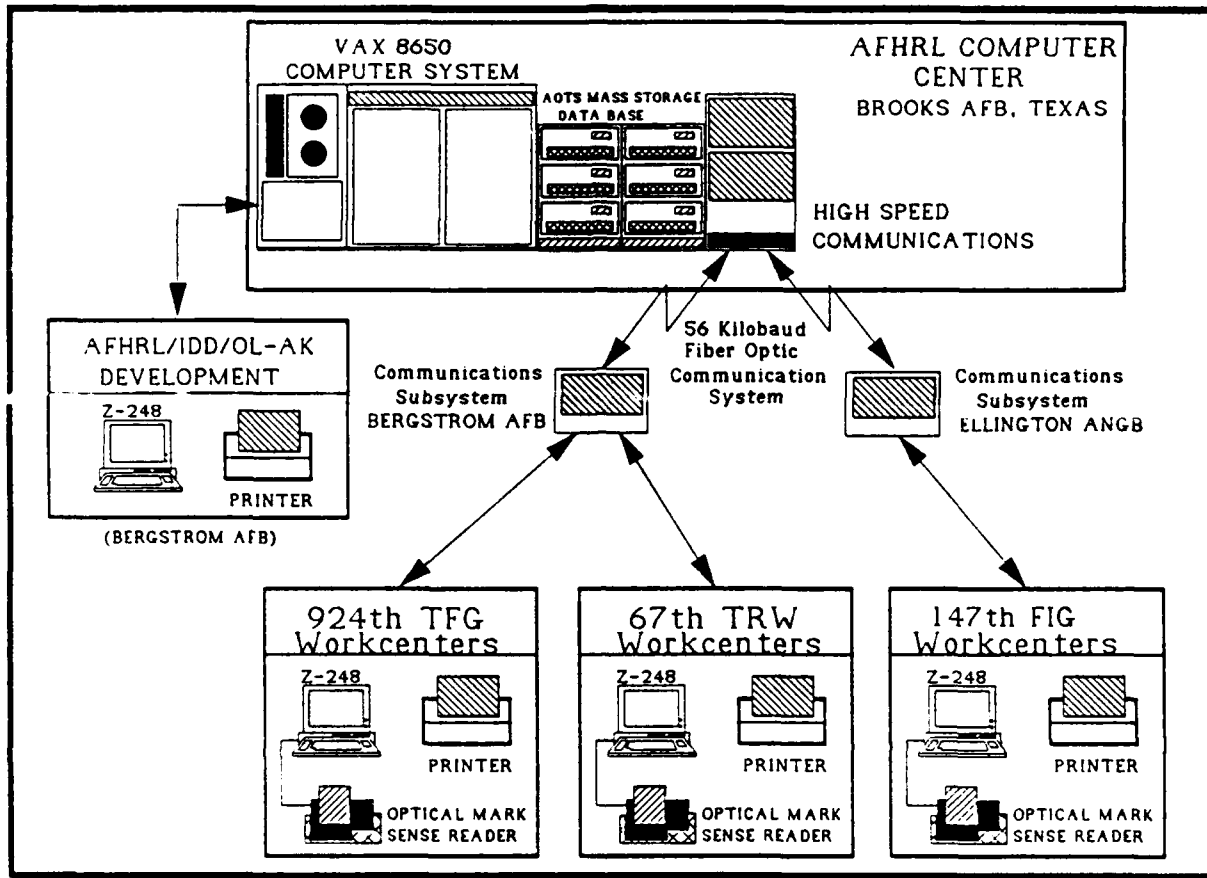 VAX 8650
COMPUTER SYSTEM
AOTS MASS STORAGE
DATA BASE
AFHRL COMPUTER
CENTER
BROOKS AFB, TEXAS
HIGH SPEED
COMMUNICATIONS
AFHRL/IDD/OL-AK
DEVELOPMENT
Z-248
PRINTER
(BERGSTROM AFB)
Communications
Subsystem
BERGSTROM AFB
56 Kilobaud
Fiber Optic
Communication
System
Communications
Subsystem
ELLINGTON ANGB
924th TFG
Workcenters
Z-248
PRINTER
OPTICAL MARK
SENSE READER
67th TRW
Workcenters
Z-248
PRINTER
OPTICAL MARK
SENSE READER
147th FIG
Workcenters
Z-248
PRINTER
OPTICAL MARK
SENSE READER